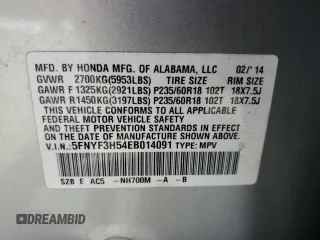 MFD. BY HONDA MFG. OF ALABAMA, LLC 02/'14
GVWR 2700KG(5953LBS) TIRE SIZE RIM SIZE
GAWR F 1325KG(2921LBS) P235/60R18 102T 18X7.5J
GAWR R1450KG(3197LBS) P235/60R18 102T 18X7.5J
THIS VEHICLE CONFORMS TO ALL APPLICABLE
FEDERAL MOTOR VEHICLE SAFETY AND BUMPER
STANDARDS IN EFFECT ON THE DATE OF
MANUFACTURE SHOWN ABOVE.
V.I.N.: 5FNYF3H54EB014091 TYPE: MPV
SZB E AC5 -NH700M -A -B
© DREAMBID